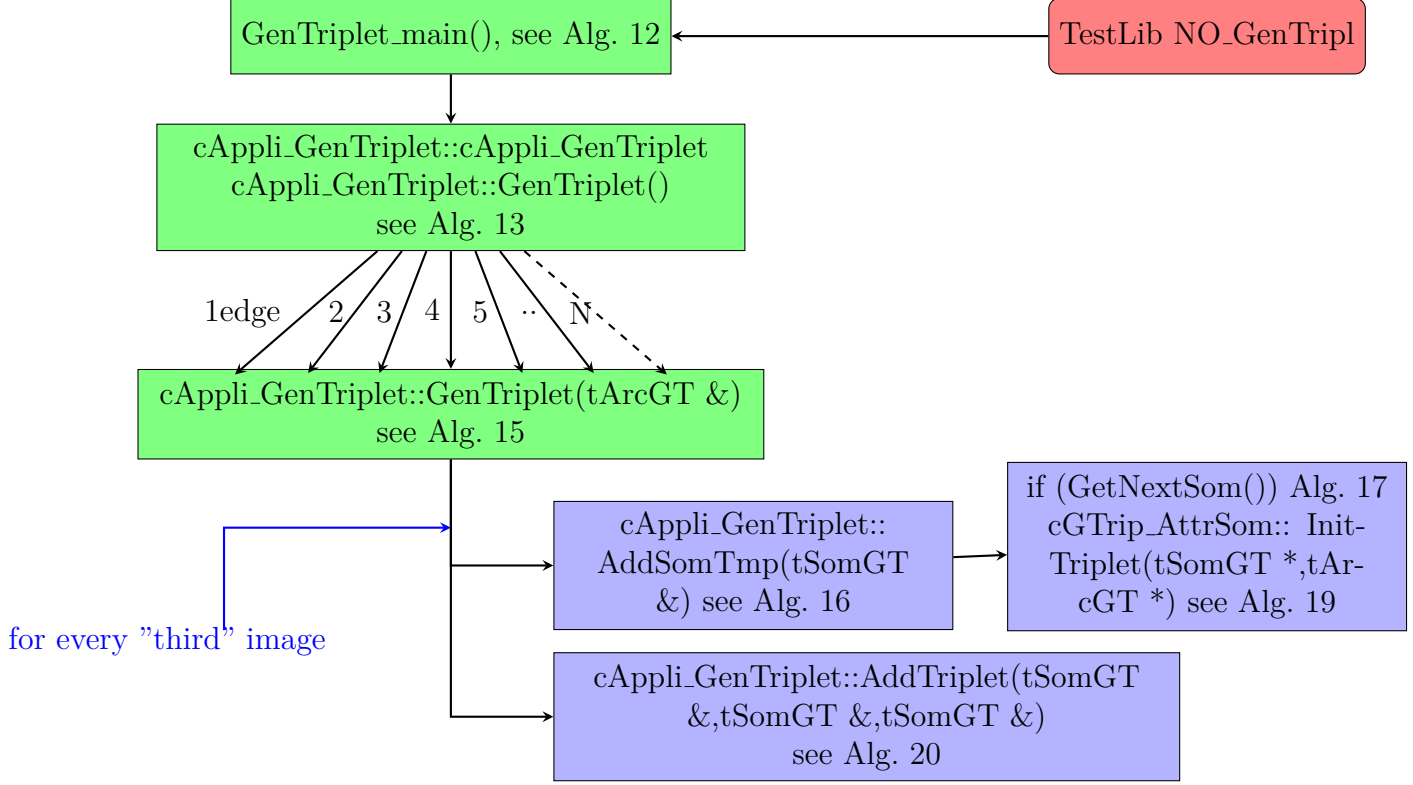 GenTriplet_main(), see Alg. 12
TestLib NO_GenTripl
cAppli_GenTriplet::cAppli_GenTriplet
cAppli_GenTriplet::GenTriplet()
see Alg. 13
1edge
2
3
4
5
..
N
cAppli_GenTriplet::GenTriplet(tArcGT &)
see Alg. 15
for every ”third” image
cAppli_GenTriplet::
AddSomTmp(tSomGT
&) see Alg. 16
if (GetNextSom()) Alg. 17
cGTrip_AttrSom:: Init-
Triplet(tSomGT *,tAr-
cGT *) see Alg. 19
cAppli_GenTriplet::AddTriplet(tSomGT
&,tSomGT &,tSomGT &)
see Alg. 20